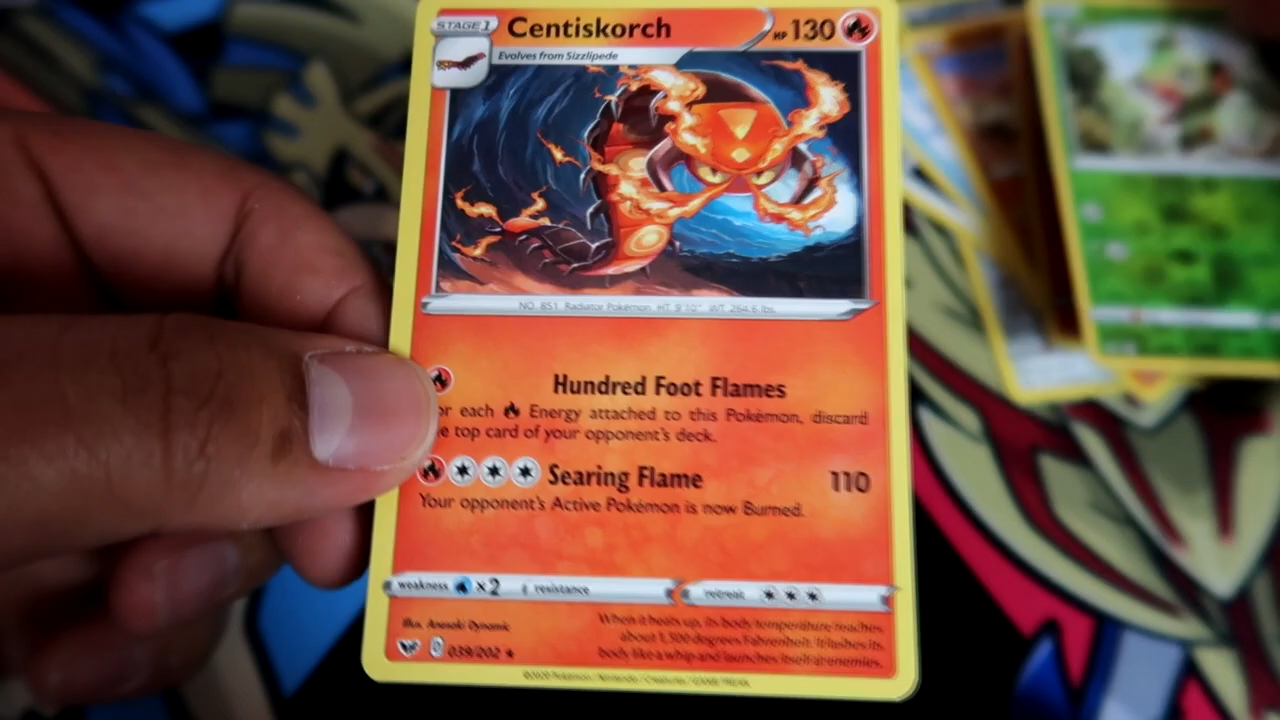 STAGE 1
Centiskorch
HP 130
Evolves from Sizzlipede
NO. 851 Radiator Pokémon HT 9'10" WT 264.6 lbs.
Hundred Foot Flames
or each Energy attached to this Pokémon, discard
e top card of your opponent's deck.
Searing Flame 110
Your opponent's Active Pokémon is now Burned.
weakness ×2 resistance retreat
Illus. Anesaki Dynamic
When it heats up, its body temperature reaches
about 1,500 degrees Fahrenheit. It lashes its
body like a whip and launches itself at enemies.
039/202 ★
©2020 Pokémon / Nintendo / Creatures / GAME FREAK